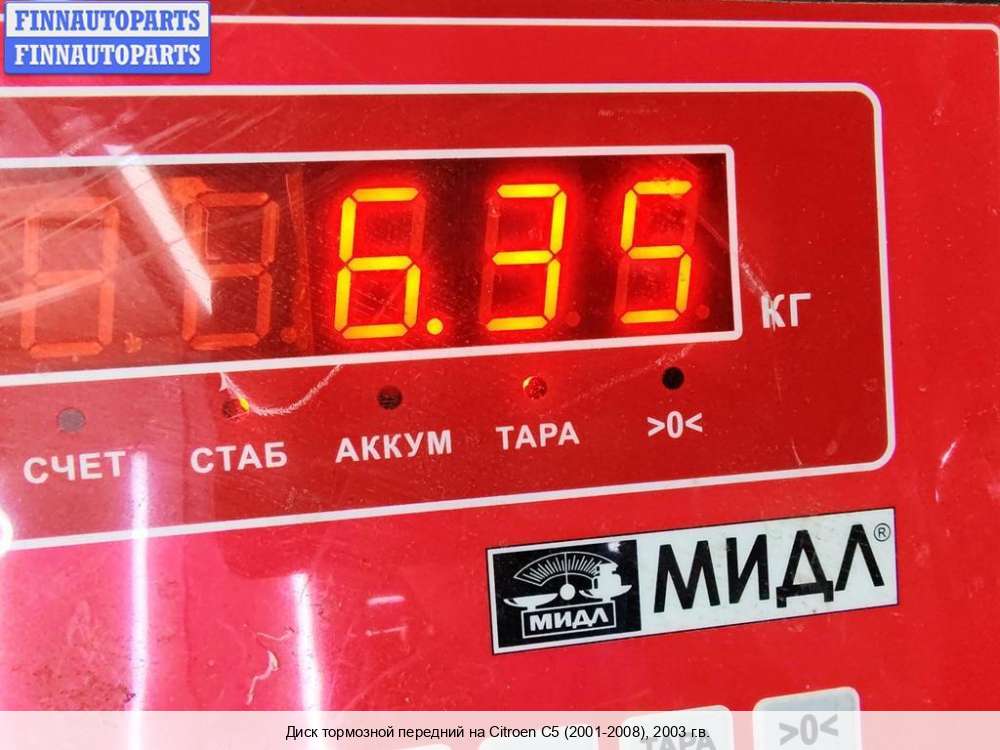 FINNAUTOPARTS
FINNAUTOPARTS
6.35
КГ
СЧЕТ СТАБ АККУМ ТАРА >0<
МИДЛ МИДЛ®
ТАРА >0<
Диск тормозной передний на Citroen C5 (2001-2008), 2003 г.в.